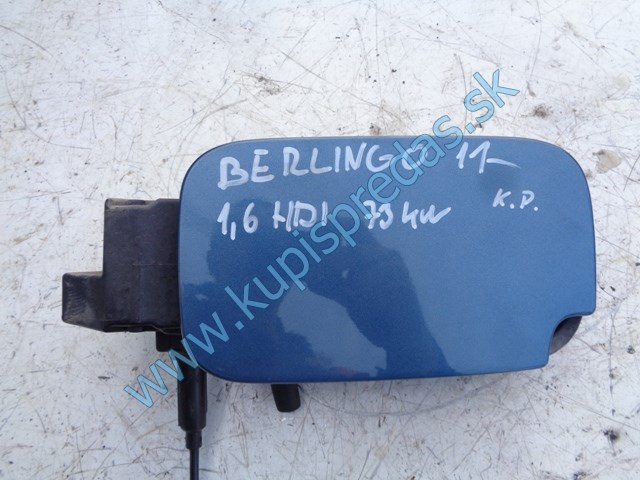 BERLINGO 11-
1,6 HDI 73 kw K.P.
www.kupispredas.sk